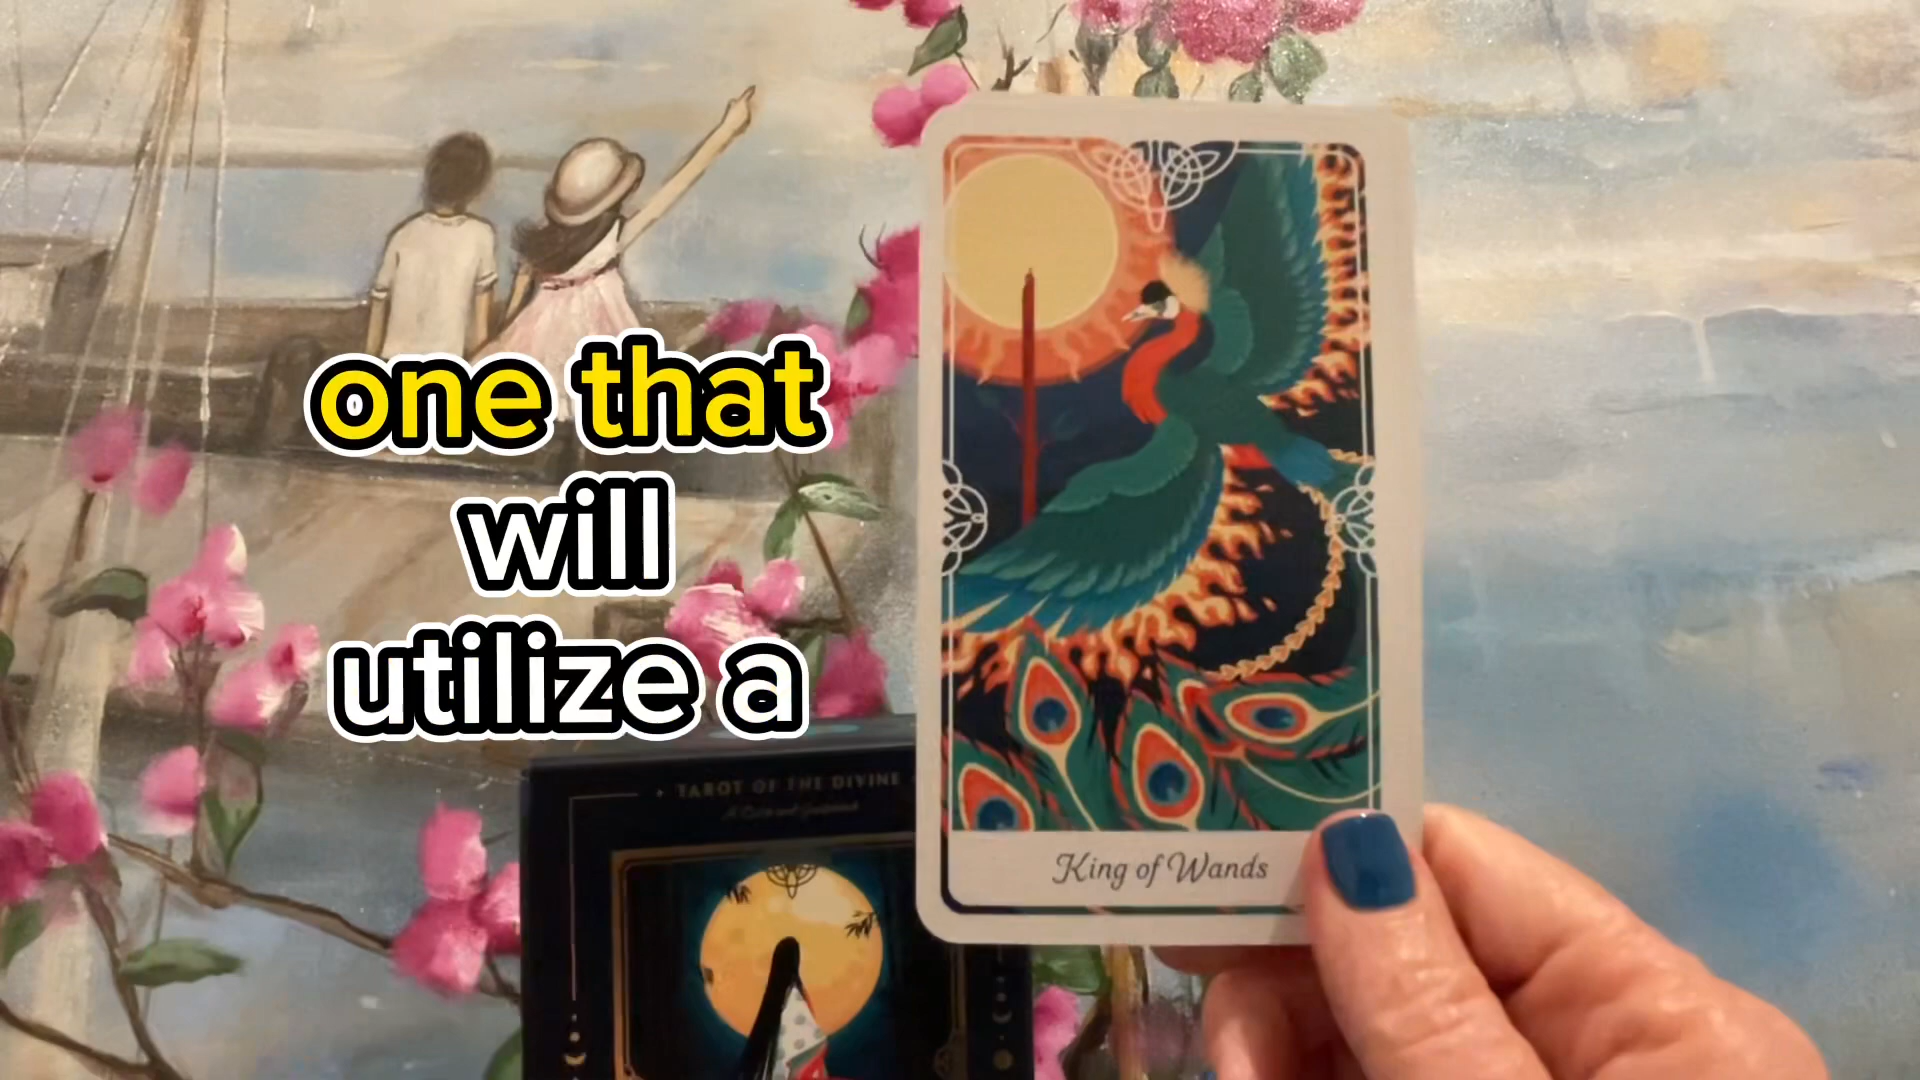 one that
will
utilize a
TAROT OF THE DIVINE
King of Wands